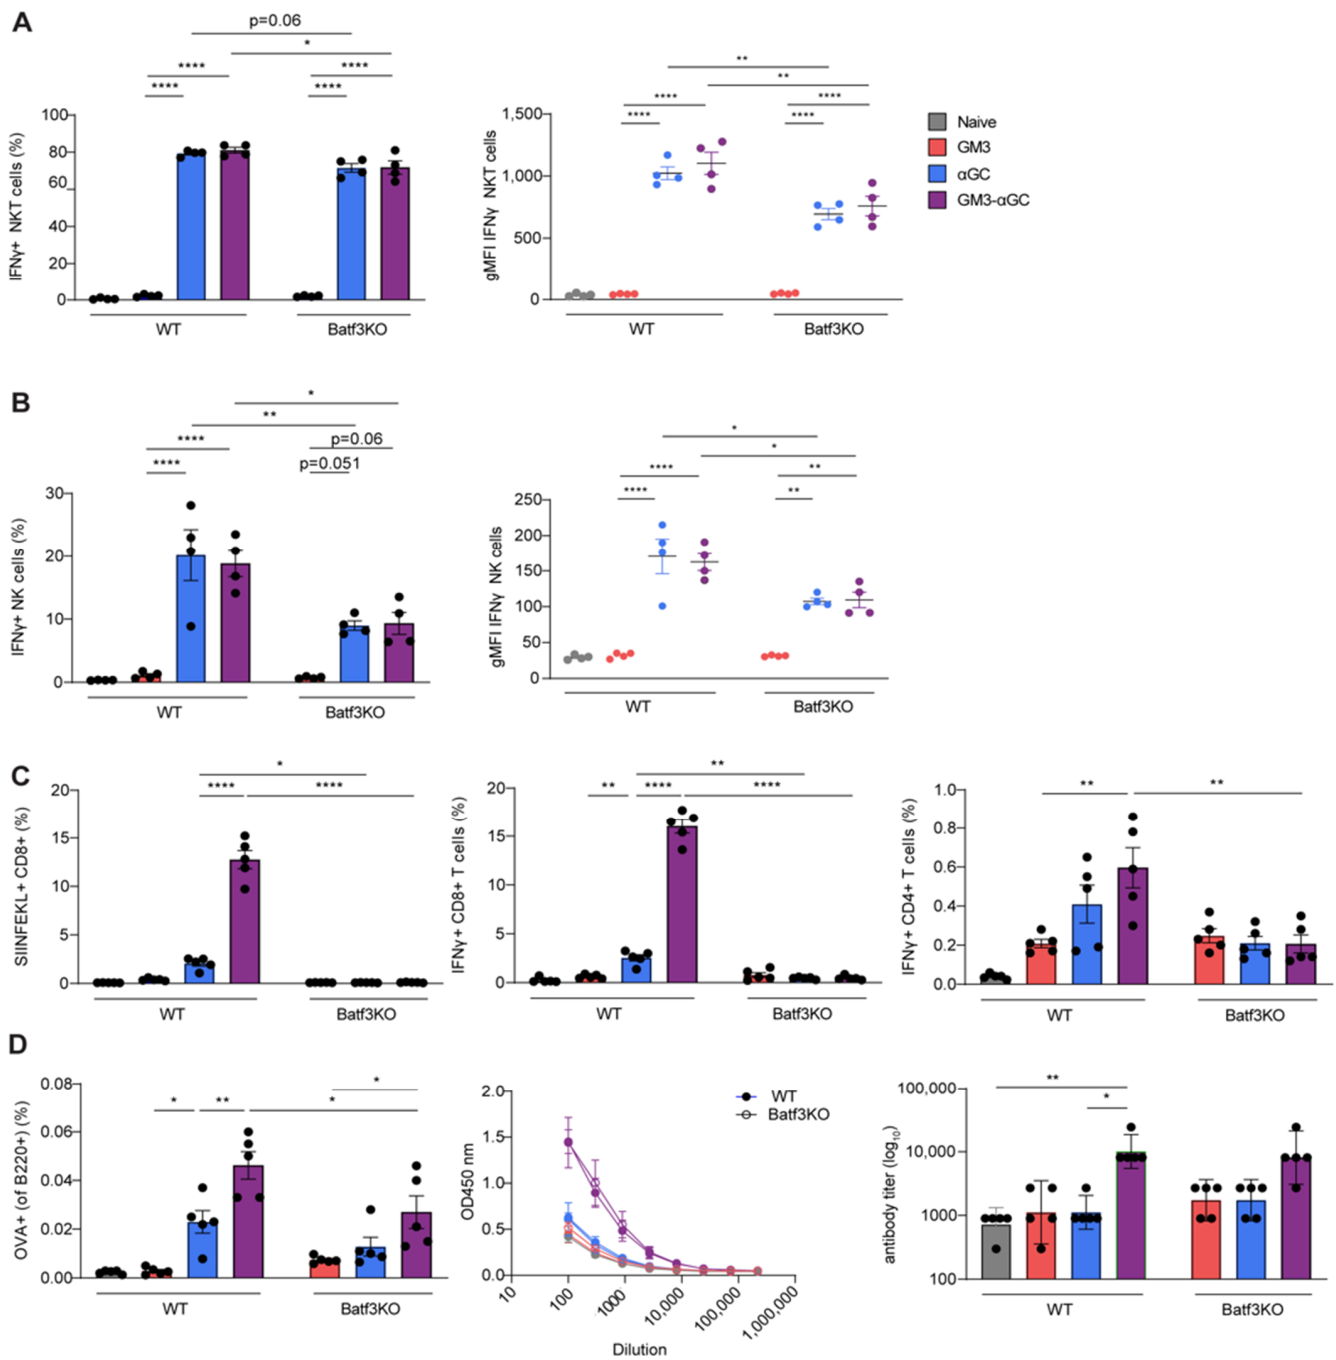 A
p=0.06
*
****
****
****
****
IFNγ+ NKT cells (%)
100
80
60
40
20
0
WT
Batf3KO
**
**
****
****
****
****
gMFI IFNγ NKT cells
1,500
1,000
500
0
WT
Batf3KO
Naive
GM3
αGC
GM3-αGC
B
*
**
****
p=0.06
****
p=0.051
IFNγ+ NK cells (%)
30
20
10
0
WT
Batf3KO
*
*
****
**
****
**
gMFI IFNγ NK cells
250
200
150
100
50
0
WT
Batf3KO
C
*
****
****
SIINFEKL+ CD8+ (%)
20
15
10
5
0
WT
Batf3KO
**
**
****
****
IFNγ+ CD8+ T cells (%)
20
15
10
5
0
WT
Batf3KO
**
**
IFNγ+ CD4+ T cells (%)
1.0
0.8
0.6
0.4
0.2
0.0
WT
Batf3KO
D
*
*
**
*
OVA+ (of B220+) (%)
0.08
0.06
0.04
0.02
0.00
WT
Batf3KO
WT
Batf3KO
OD450 nm
2.0
1.5
1.0
0.5
0.0
10
100
1000
10,000
100,000
1,000,000
Dilution
**
*
antibody titer (log10)
100,000
10,000
1000
100
WT
Batf3KO